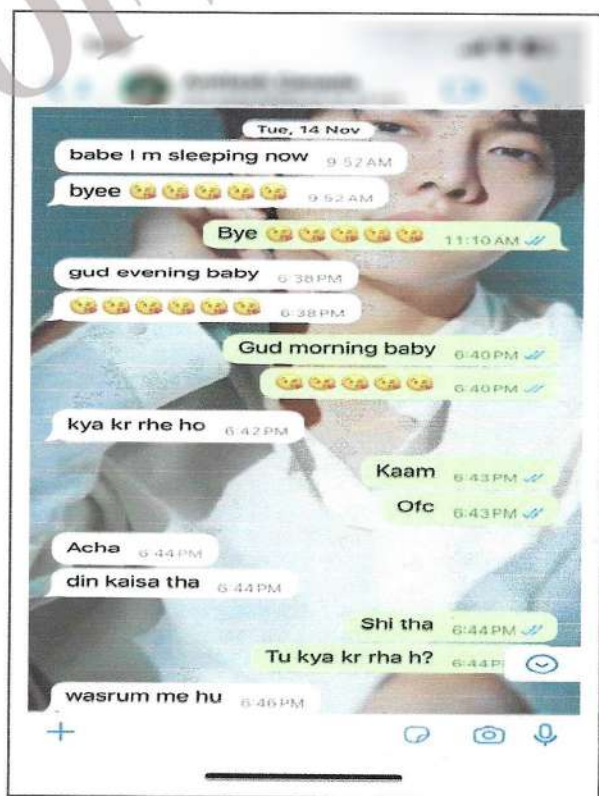 Tue, 14 Nov
babe I m sleeping now 9:52 AM
byee 😘😘😘😘😘 9:52 AM
Bye 😘😘😘😘😘 11:10 AM
gud evening baby 6:38 PM
😘😘😘😘😘😘 6:38 PM
Gud morning baby 6:40 PM
😘😘😘😘😘 6:40 PM
kya kr rhe ho 6:42 PM
Kaam 6:43 PM
Ofc 6:43 PM
Acha 6:44 PM
din kaisa tha 6:44 PM
Shi tha 6:44 PM
Tu kya kr rha h? 6:44 P
wasrum me hu 6:46 PM